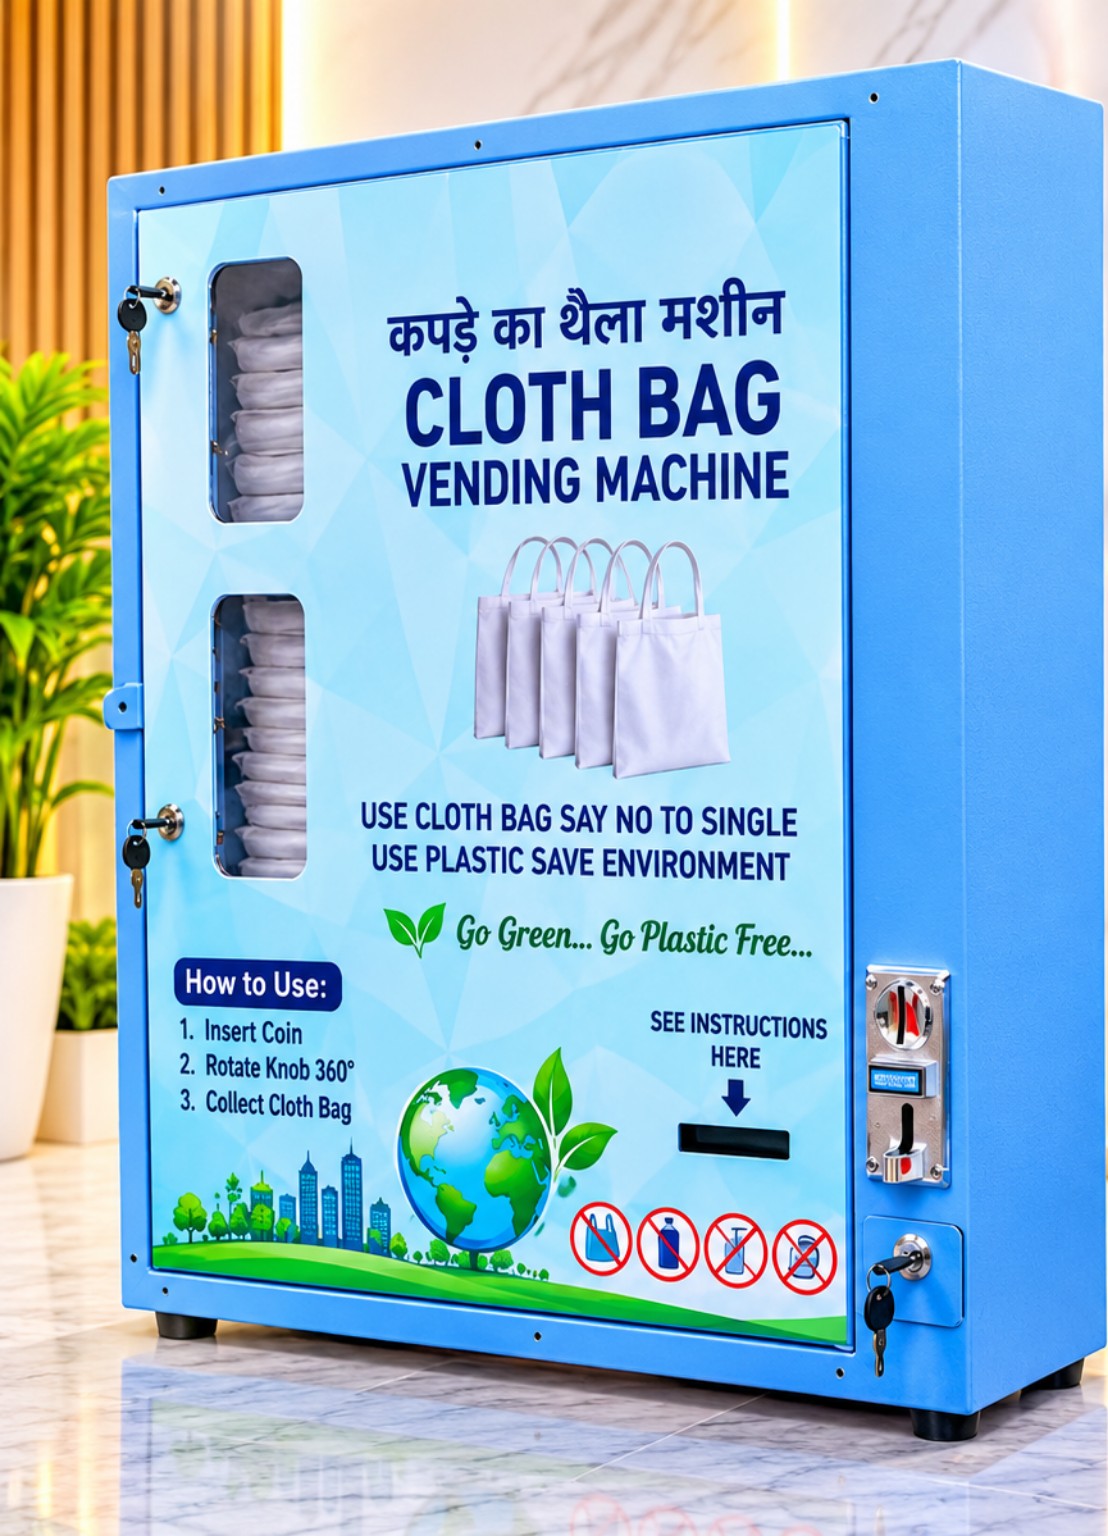 कपड़े का थैला मशीन
CLOTH BAG
VENDING MACHINE
USE CLOTH BAG SAY NO TO SINGLE
USE PLASTIC SAVE ENVIRONMENT
Go Green... Go Plastic Free...
How to Use:
1. Insert Coin
2. Rotate Knob 360°
3. Collect Cloth Bag
SEE INSTRUCTIONS
HERE